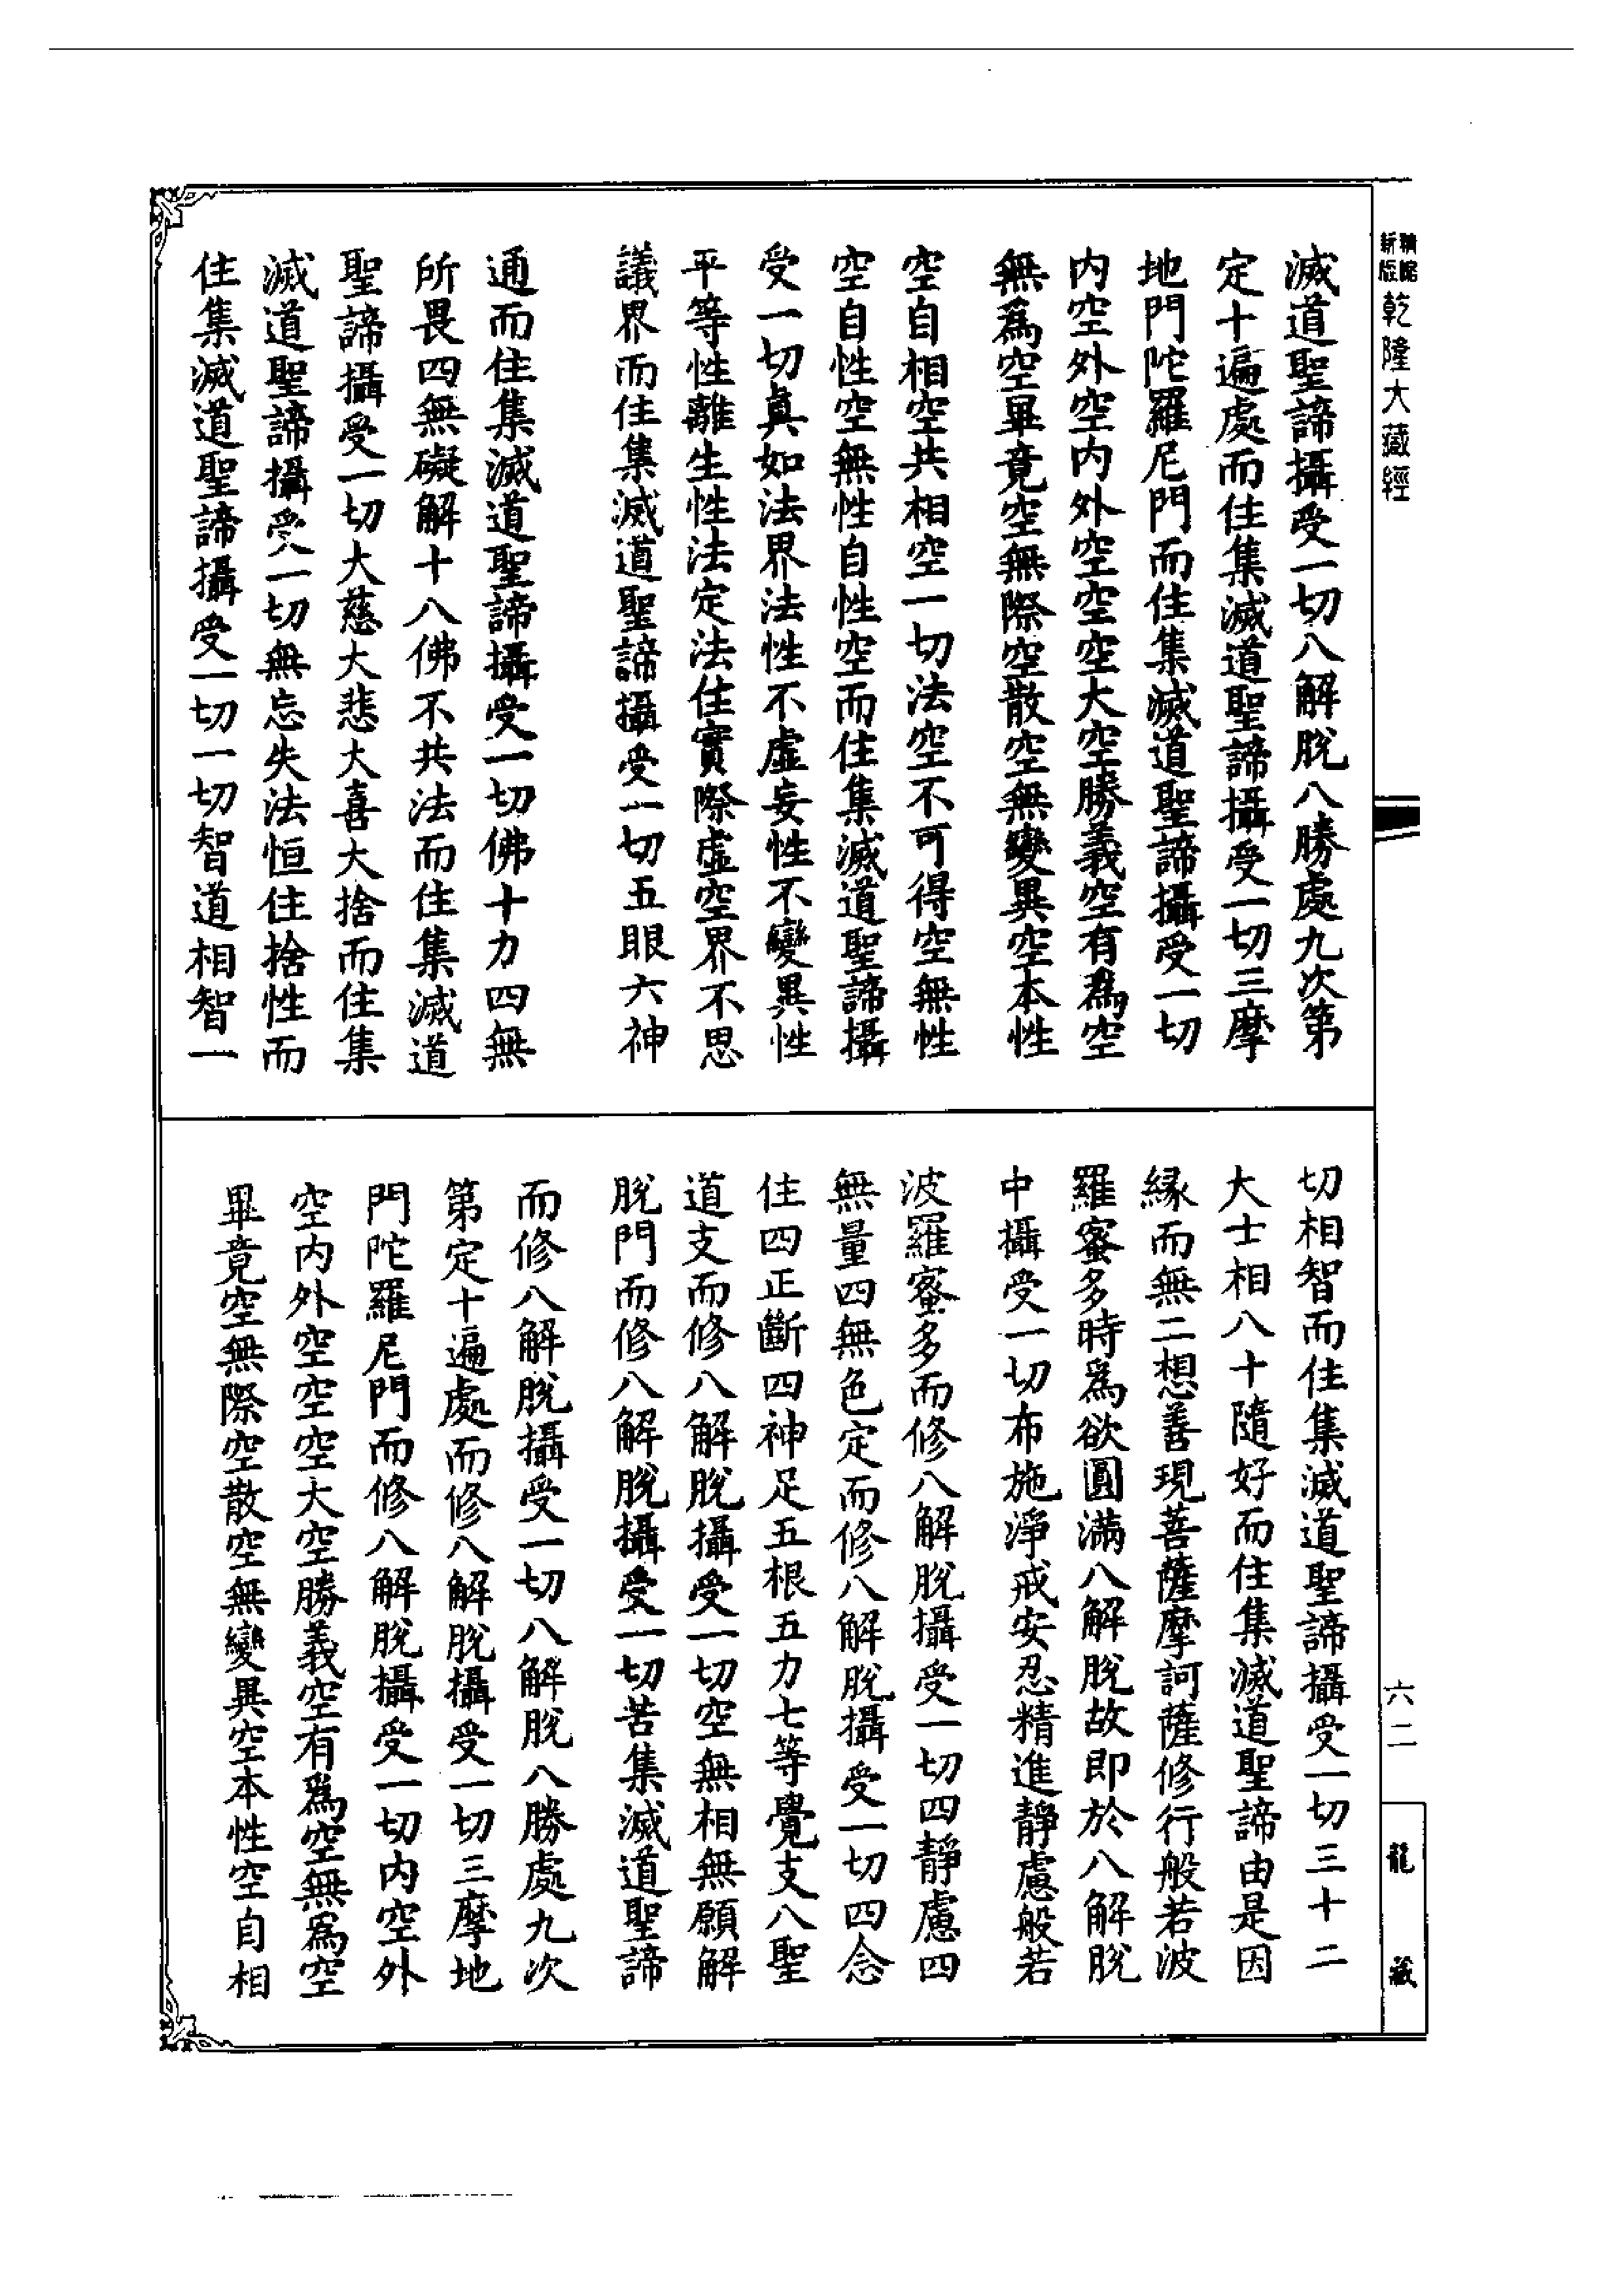 精縮
新版
乾隆大藏經
滅道聖諦攝受一切八解脫八勝處九次第
定十遍處而住集滅道聖諦攝受一切三摩
地門陀羅尼門而住集滅道聖諦攝受一切
内空外空内外空空空大空勝義空有爲空
無爲空畢竟空無際空散空無變異空本性
空自相空共相空一切法空不可得空無性
空自性空無性自性空而住集滅道聖諦攝
受一切真如法界法性不虛妄性不變異性
平等性離生性法定法住實際虛空界不思
議界而住集滅道聖諦攝受一切五眼六神
通而住集滅道聖諦攝受一切佛十力四無
所畏四無礙解十八佛不共法而住集滅道
聖諦攝受一切大慈大悲大喜大捨而住集
滅道聖諦攝受一切無忘失法恒住捨性而
住集滅道聖諦攝受一切一切智道相智一
切相智而住集滅道聖諦攝受一切三十二
大士相八十隨好而住集滅道聖諦由是因
緣而無二想善現菩薩摩訶薩修行般若波
羅蜜多時爲欲圓滿八解脫故即於八解脫
中攝受一切布施淨戒安忍精進靜慮般若
波羅蜜多而修八解脫攝受一切四靜慮四
無量四無色定而修八解脫攝受一切四念
住四正斷四神足五根五力七等覺支八聖
道支而修八解脫攝受一切空無相無願解
脫門而修八解脫攝受一切苦集滅道聖諦
而修八解脫攝受一切八解脫八勝處九次
第定十遍處而修八解脫攝受一切三摩地
門陀羅尼門而修八解脫攝受一切内空外
空内外空空空大空勝義空有爲空無爲空
畢竟空無際空散空無變異空本性空自相
六二
龍藏